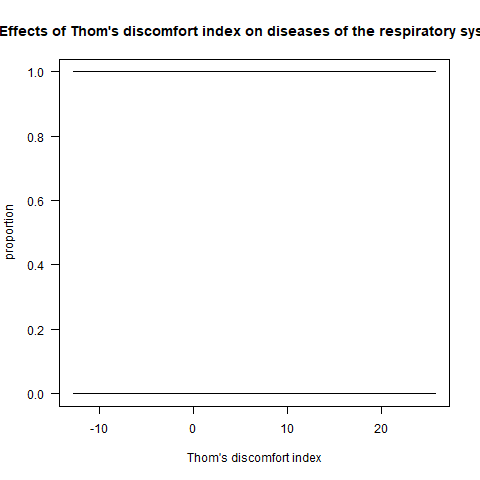 Effects of Thom's discomfort index on diseases of the respiratory sys
1.0
0.8
0.6
0.4
0.2
0.0
proportion
-10 0 10 20
Thom's discomfort index